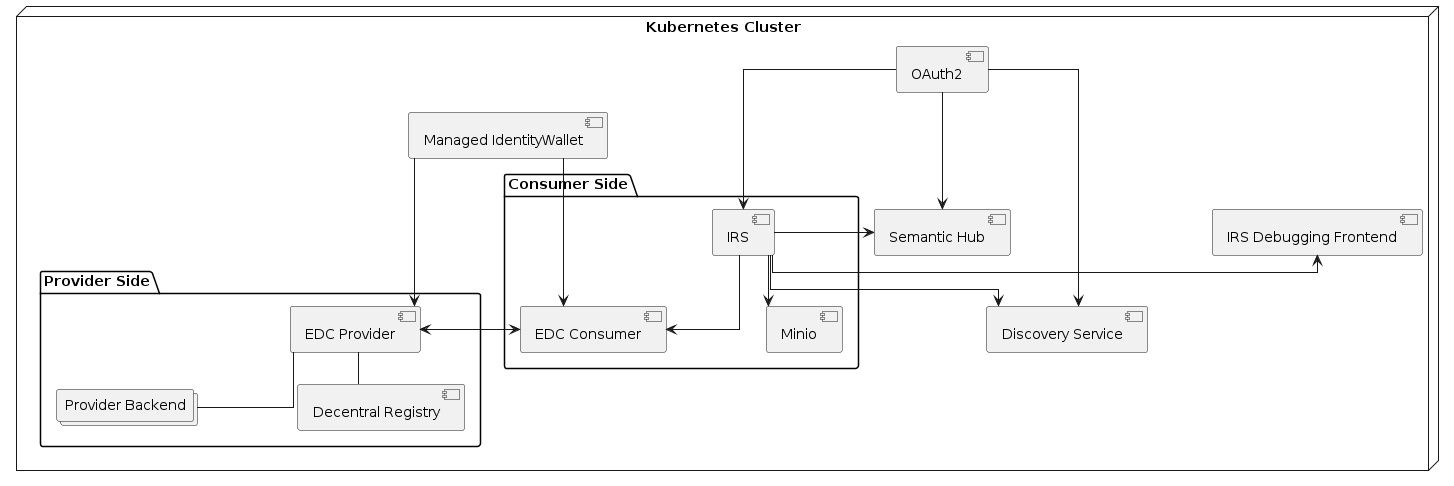 Kubernetes Cluster
OAuth2
Managed IdentityWallet
Consumer Side
IRS
Semantic Hub
IRS Debugging Frontend
Provider Side
EDC Provider
EDC Consumer
Minio
Discovery Service
Provider Backend
Decentral Registry